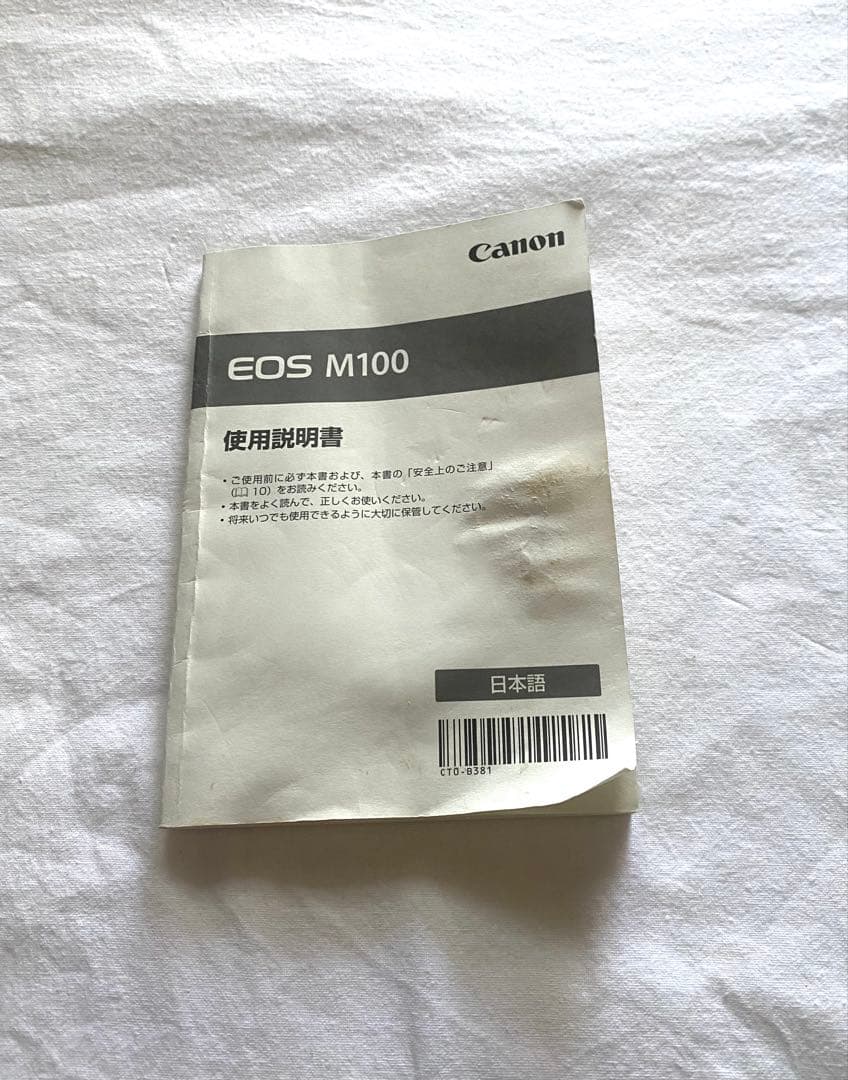 Canon
EOS M100
使用説明書
・ご使用前に必ず本書および、本書の「安全上のご注意」
（📖10）をお読みください。
・本書をよく読んで、正しくお使いください。
・将来いつでも使用できるように大切に保管してください。
日本語
CT0-B381